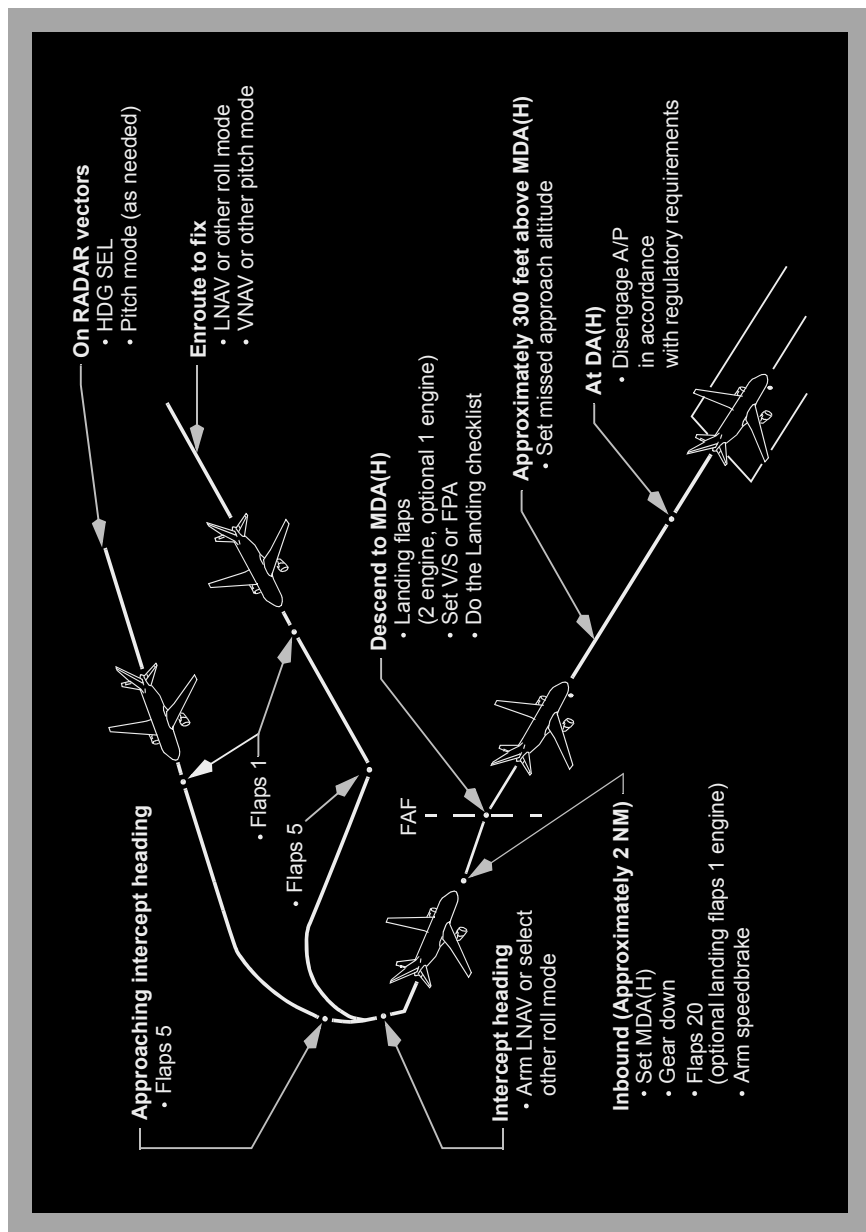 On RADAR vectors
• HDG SEL
• Pitch mode (as needed)
Enroute to fix
• LNAV or other roll mode
• VNAV or other pitch mode
Approaching intercept heading
• Flaps 5
• Flaps 1
• Flaps 5
Intercept heading
• Arm LNAV or select
other roll mode
FAF
Inbound (Approximately 2 NM)
• Set MDA(H)
• Gear down
• Flaps 20
(optional landing flaps 1 engine)
• Arm speedbrake
Descend to MDA(H)
• Landing flaps
(2 engine, optional 1 engine)
• Set V/S or FPA
• Do the Landing checklist
Approximately 300 feet above MDA(H)
• Set missed approach altitude
At DA(H)
• Disengage A/P
in accordance
with regulatory requirements